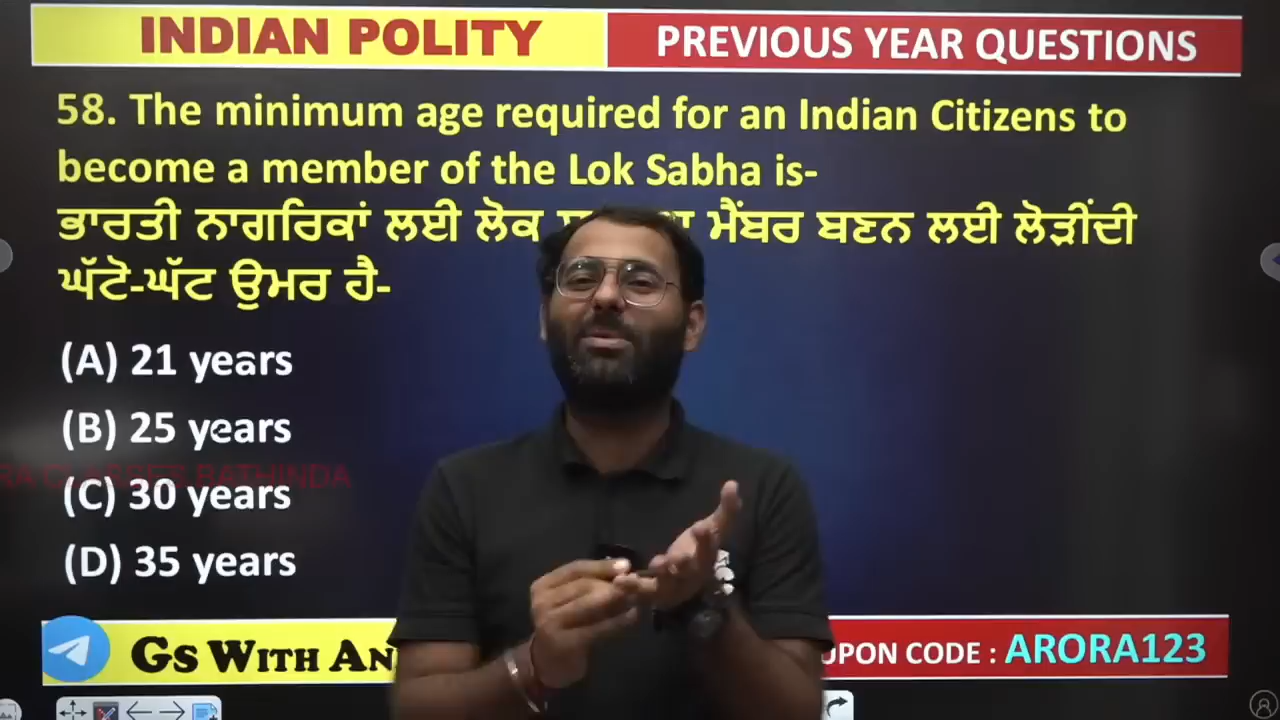 INDIAN POLITY
PREVIOUS YEAR QUESTIONS
58. The minimum age required for an Indian Citizens to
become a member of the Lok Sabha is-
ਭਾਰਤੀ ਨਾਗਰਿਕਾਂ ਲਈ ਲੋਕ ਮੈਂਬਰ ਬਣਨ ਲਈ ਲੋੜੀਂਦੀ
ਘੱਟੋ-ਘੱਟ ਉਮਰ ਹੈ-
(A) 21 years
(B) 25 years
CLASSES BATHINDA
(C) 30 years
(D) 35 years
GS WITH
CODE : ARORA123